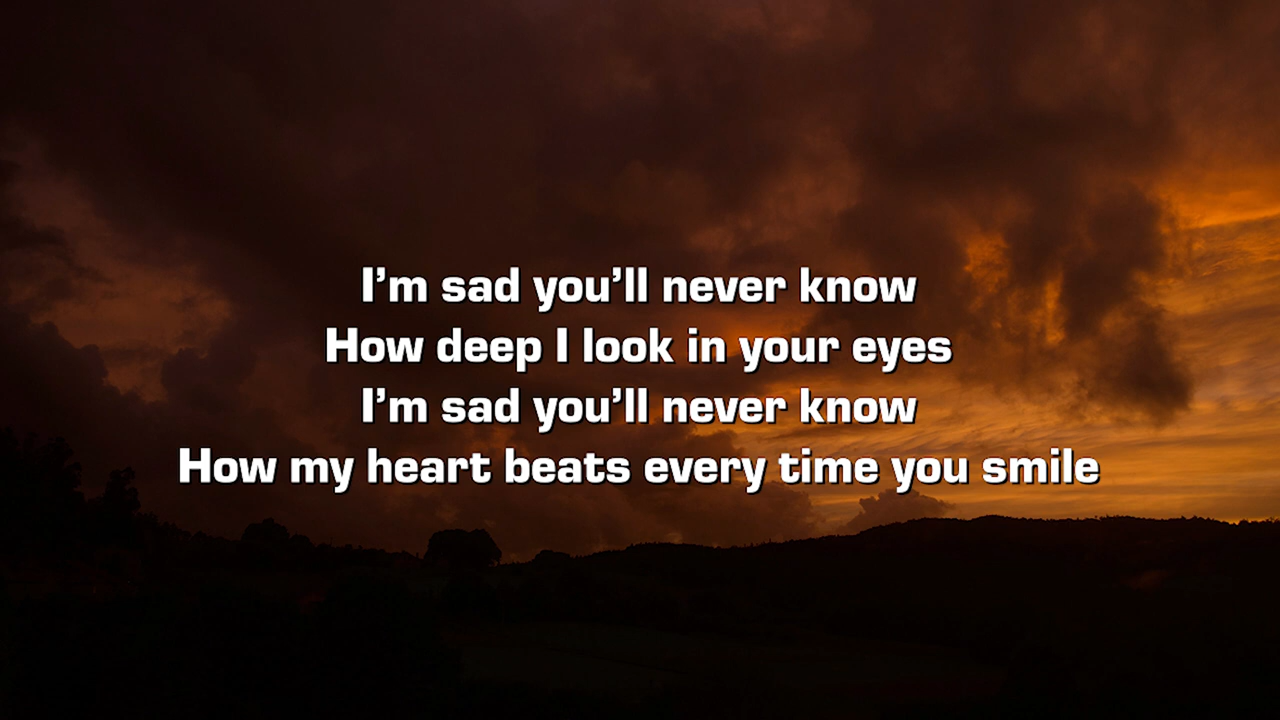 I’m sad you’ll never know
How deep I look in your eyes
I’m sad you’ll never know
How my heart beats every time you smile